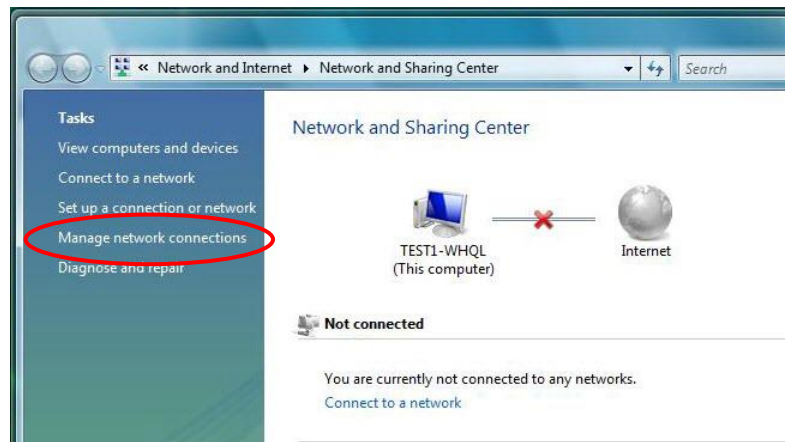 « Network and Internet ▸ Network and Sharing Center
Search
Tasks
View computers and devices
Connect to a network
Set up a connection or network
Manage network connections
Diagnose and repair
Network and Sharing Center
TEST1-WHQL
(This computer)
Internet
Not connected
You are currently not connected to any networks.
Connect to a network